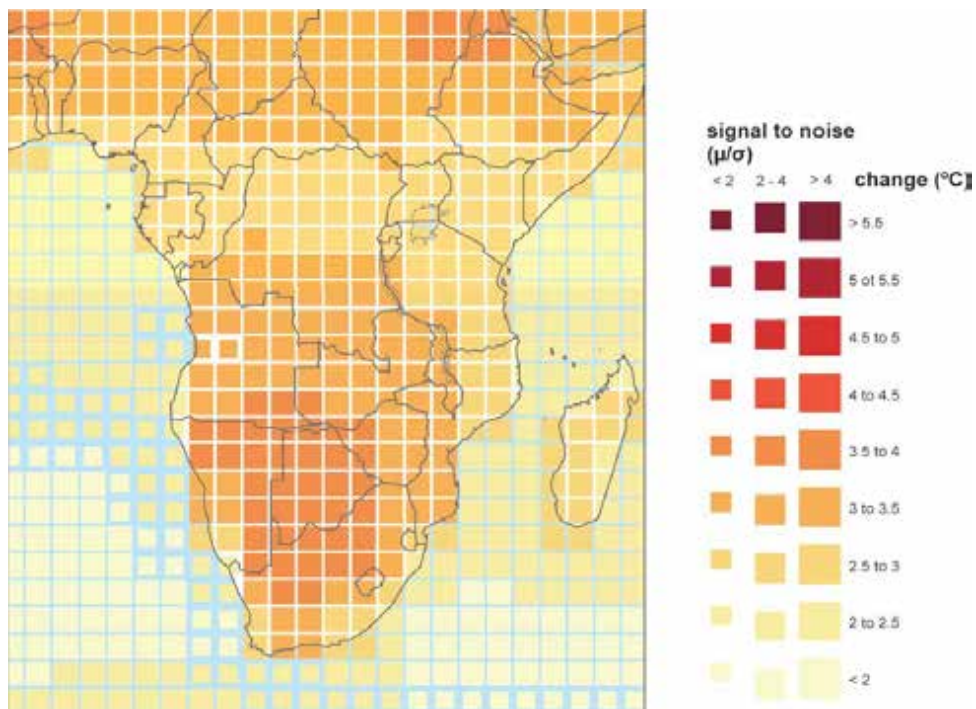 signal to noise
(μ/σ)
< 2 2 - 4 > 4 change (°C)
> 5.5
5 ot 5.5
4.5 to 5
4 to 4.5
3.5 to 4
3 to 3.5
2.5 to 3
2 to 2.5
< 2